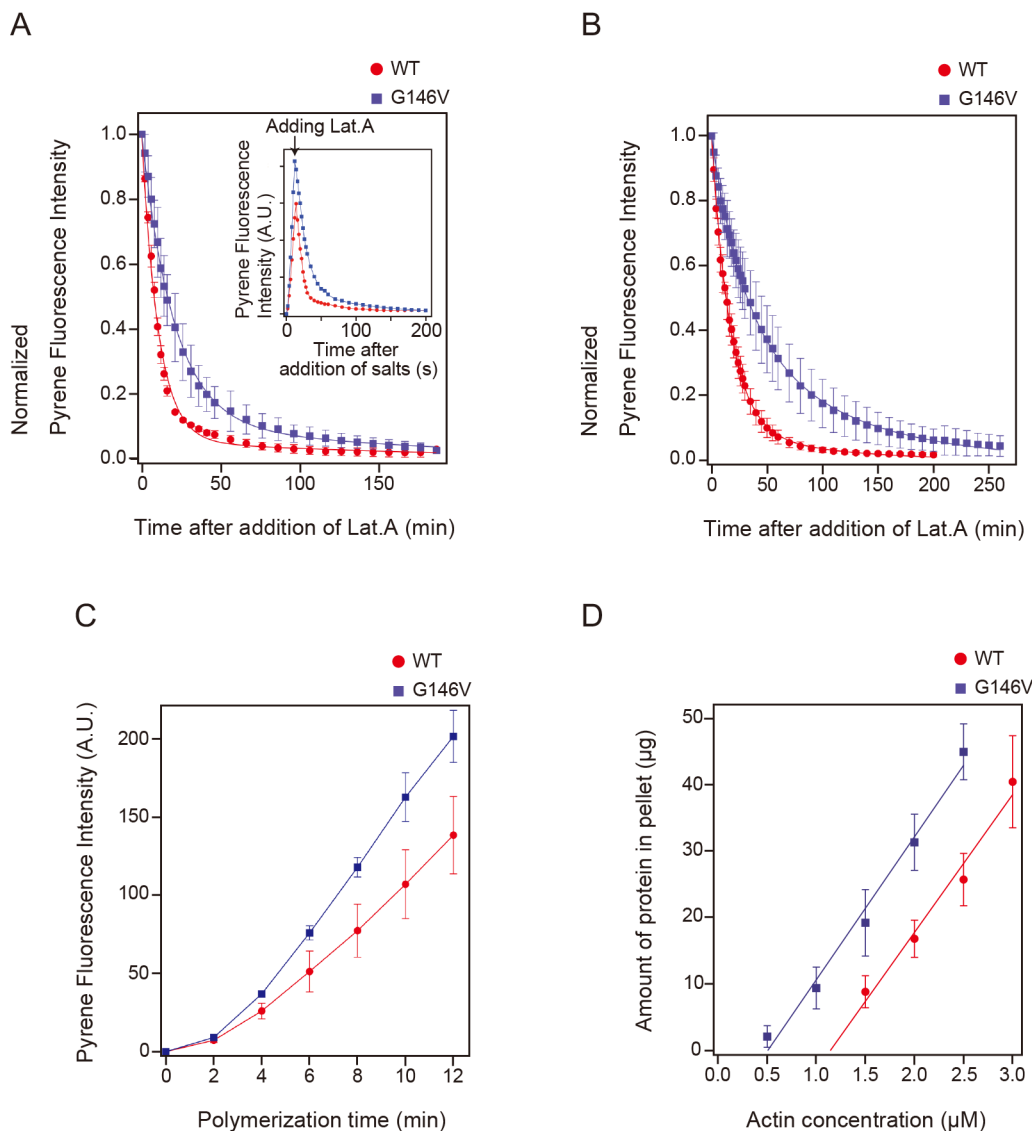 A
WT
G146V
Normalized
Pyrene Fluorescence Intensity
1.0
0.8
0.6
0.4
0.2
0.0
0
50
100
150
Time after addition of Lat.A (min)
Adding Lat.A
Pyrene Fluorescence
Intensity (A.U.)
0
100
200
Time after
addition of salts (s)
B
WT
G146V
Normalized
Pyrene Fluorescence Intensity
1.0
0.8
0.6
0.4
0.2
0.0
0
50
100
150
200
250
Time after addition of Lat.A (min)
C
WT
G146V
Pyrene Fluorescence Intensity (A.U.)
200
150
100
50
0
0
2
4
6
8
10
12
Polymerization time (min)
D
WT
G146V
Amount of protein in pellet (µg)
50
40
30
20
10
0
0.0
0.5
1.0
1.5
2.0
2.5
3.0
Actin concentration (µM)